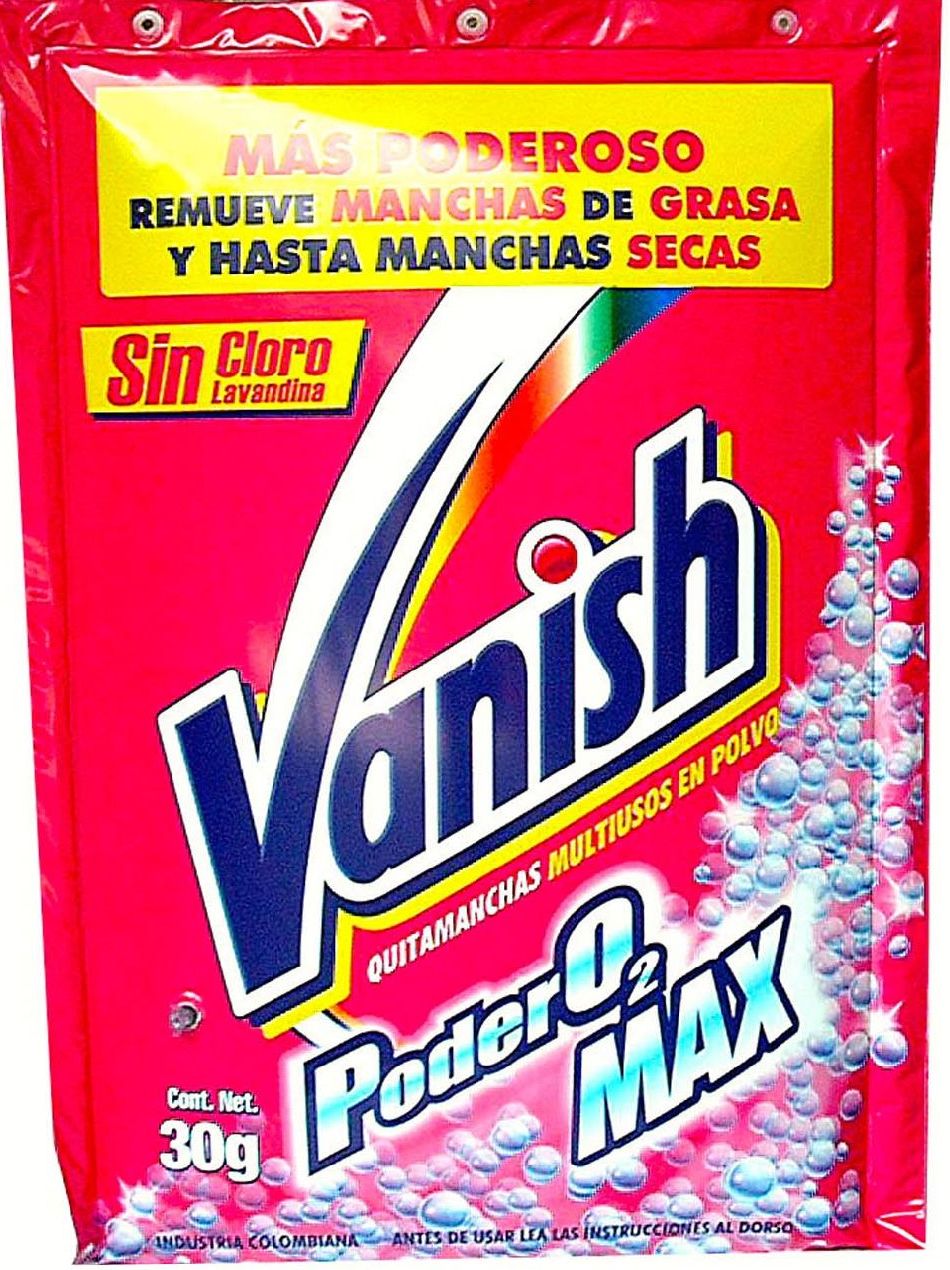 MÁS PODEROSO
REMUEVE MANCHAS DE GRASA
Y HASTA MANCHAS SECAS
Sin Cloro
Lavandina
Vanish
QUITAMANCHAS MULTIUSOS EN POLVO
PoderO₂
MAX
Cont. Net.
30g
INDUSTRIA COLOMBIANA ANTES DE USAR LEA LAS INSTRUCCIONES AL DORSO